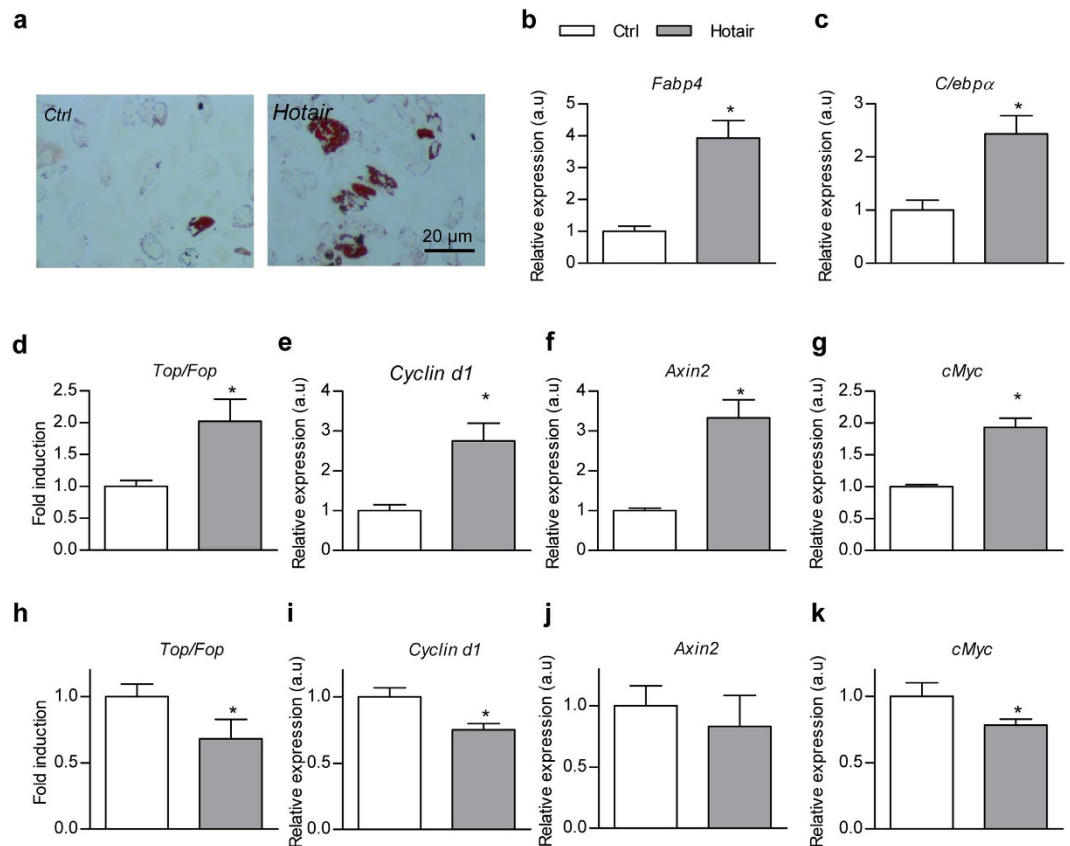 a
b
Ctrl
Hotair
c
Ctrl
Hotair
20 µm
Fabp4
Relative expression (a.u)
5
4
3
2
1
0
*
C/ebpα
Relative expression (a.u)
3
2
1
0
*
d
Top/Fop
Fold induction
2.5
2.0
1.5
1.0
0.5
0.0
*
e
Cyclin d1
Relative expression (a.u)
4
3
2
1
0
*
f
Axin2
Relative expression (a.u)
4
3
2
1
0
*
g
cMyc
Relative expression (a.u)
2.5
2.0
1.5
1.0
0.5
0.0
*
h
Top/Fop
Fold induction
1.0
0.5
0.0
*
i
Cyclin d1
Relative expression (a.u)
1.0
0.5
0.0
*
j
Axin2
Relative expression (a.u)
1.0
0.5
0.0
k
cMyc
Relative expression (a.u)
1.0
0.5
0.0
*